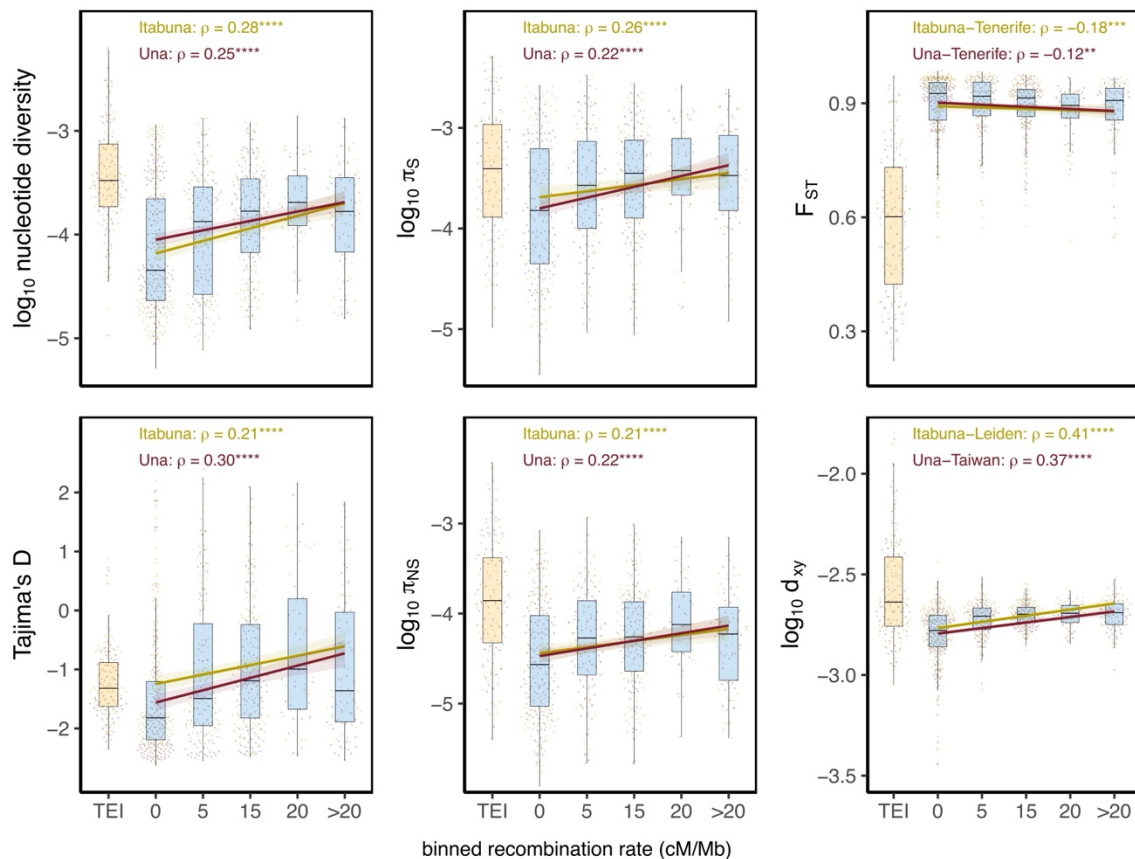 Itabuna: ρ = 0.28****
Una: ρ = 0.25****
log10 nucleotide diversity
−3
−4
−5
Itabuna: ρ = 0.26****
Una: ρ = 0.22****
log10 πS
−3
−4
−5
Itabuna−Tenerife: ρ = −0.18***
Una−Tenerife: ρ = −0.12**
FST
0.9
0.6
0.3
Itabuna: ρ = 0.21****
Una: ρ = 0.30****
Tajima's D
2
1
0
−1
−2
TEI 0 5 15 20 >20
Itabuna: ρ = 0.21****
Una: ρ = 0.22****
log10 πNS
−3
−4
−5
TEI 0 5 15 20 >20
Itabuna−Leiden: ρ = 0.41****
Una−Taiwan: ρ = 0.37****
log10 dxy
−2.0
−2.5
−3.0
−3.5
TEI 0 5 15 20 >20
binned recombination rate (cM/Mb)